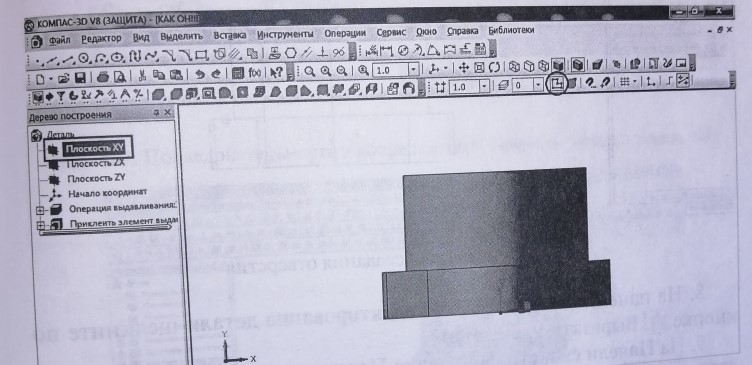 КОМПАС-3D V8 (ЗАЩИТА) - [КАК ОН!!!
Файл Редактор Вид Выделить Вставка Инструменты Операции Сервис Окно Справка Библиотеки
1.0
1.0 0
Дерево построения
Деталь
Плоскость XY
Плоскость ZX
Плоскость ZY
Начало координат
Операция выдавливания:
Приклеить элемент выда
Y
X